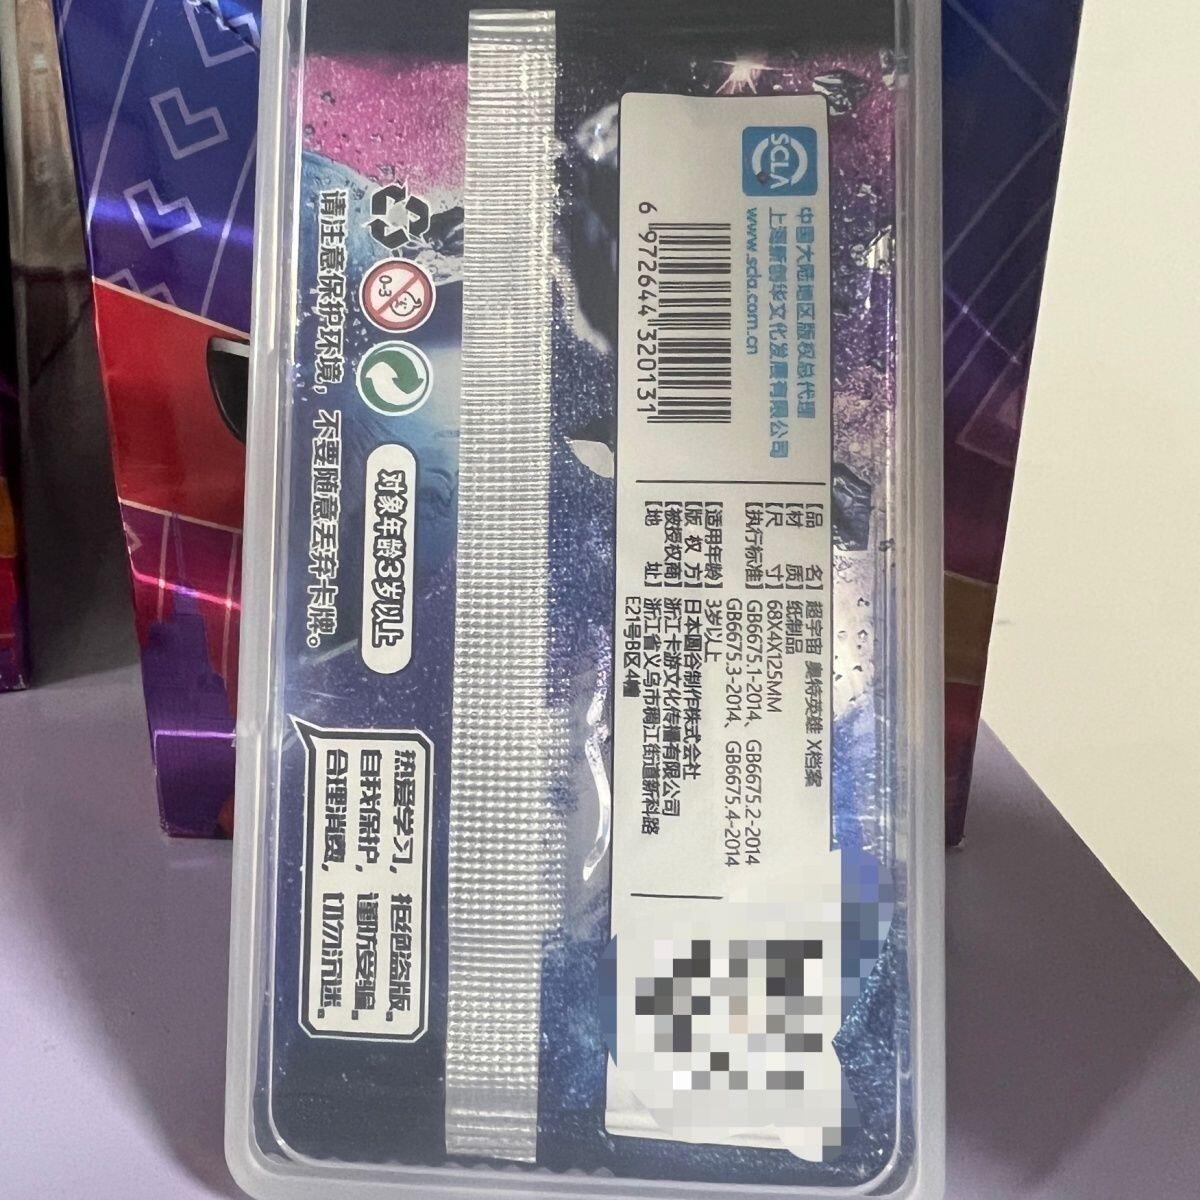 SCLA
中国大陆地区版权总代理
上海新创华文化发展有限公司
www.scla.com.cn
6 972644 320131
【品 名】超宇宙 奥特英雄 X档案
【材 质】纸制品
【尺 寸】68X4X125MM
【执行标准】GB6675.1-2014、GB6675.2-2014
GB6675.3-2014、GB6675.4-2014
【适用年龄】3岁以上
【版 权 方】日本圆谷制作株式会社
【被授权商】浙江卡游文化传播有限公司
【地 址】浙江省义乌市稠江街道新科路
E21号B区4幢
0-3
对象年龄3岁以上
请注意保护环境，不要随意丢弃卡牌。
热爱学习，拒绝盗版。
自我保护，谨防受骗。
合理消费，切勿沉迷。